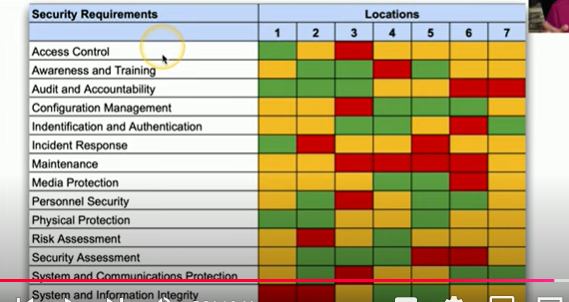 Security Requirements Locations
1 2 3 4 5 6 7
Access Control
Awareness and Training
Audit and Accountability
Configuration Management
Indentification and Authentication
Incident Response
Maintenance
Media Protection
Personnel Security
Physical Protection
Risk Assessment
Security Assessment
System and Communications Protection
System and Information Integrity